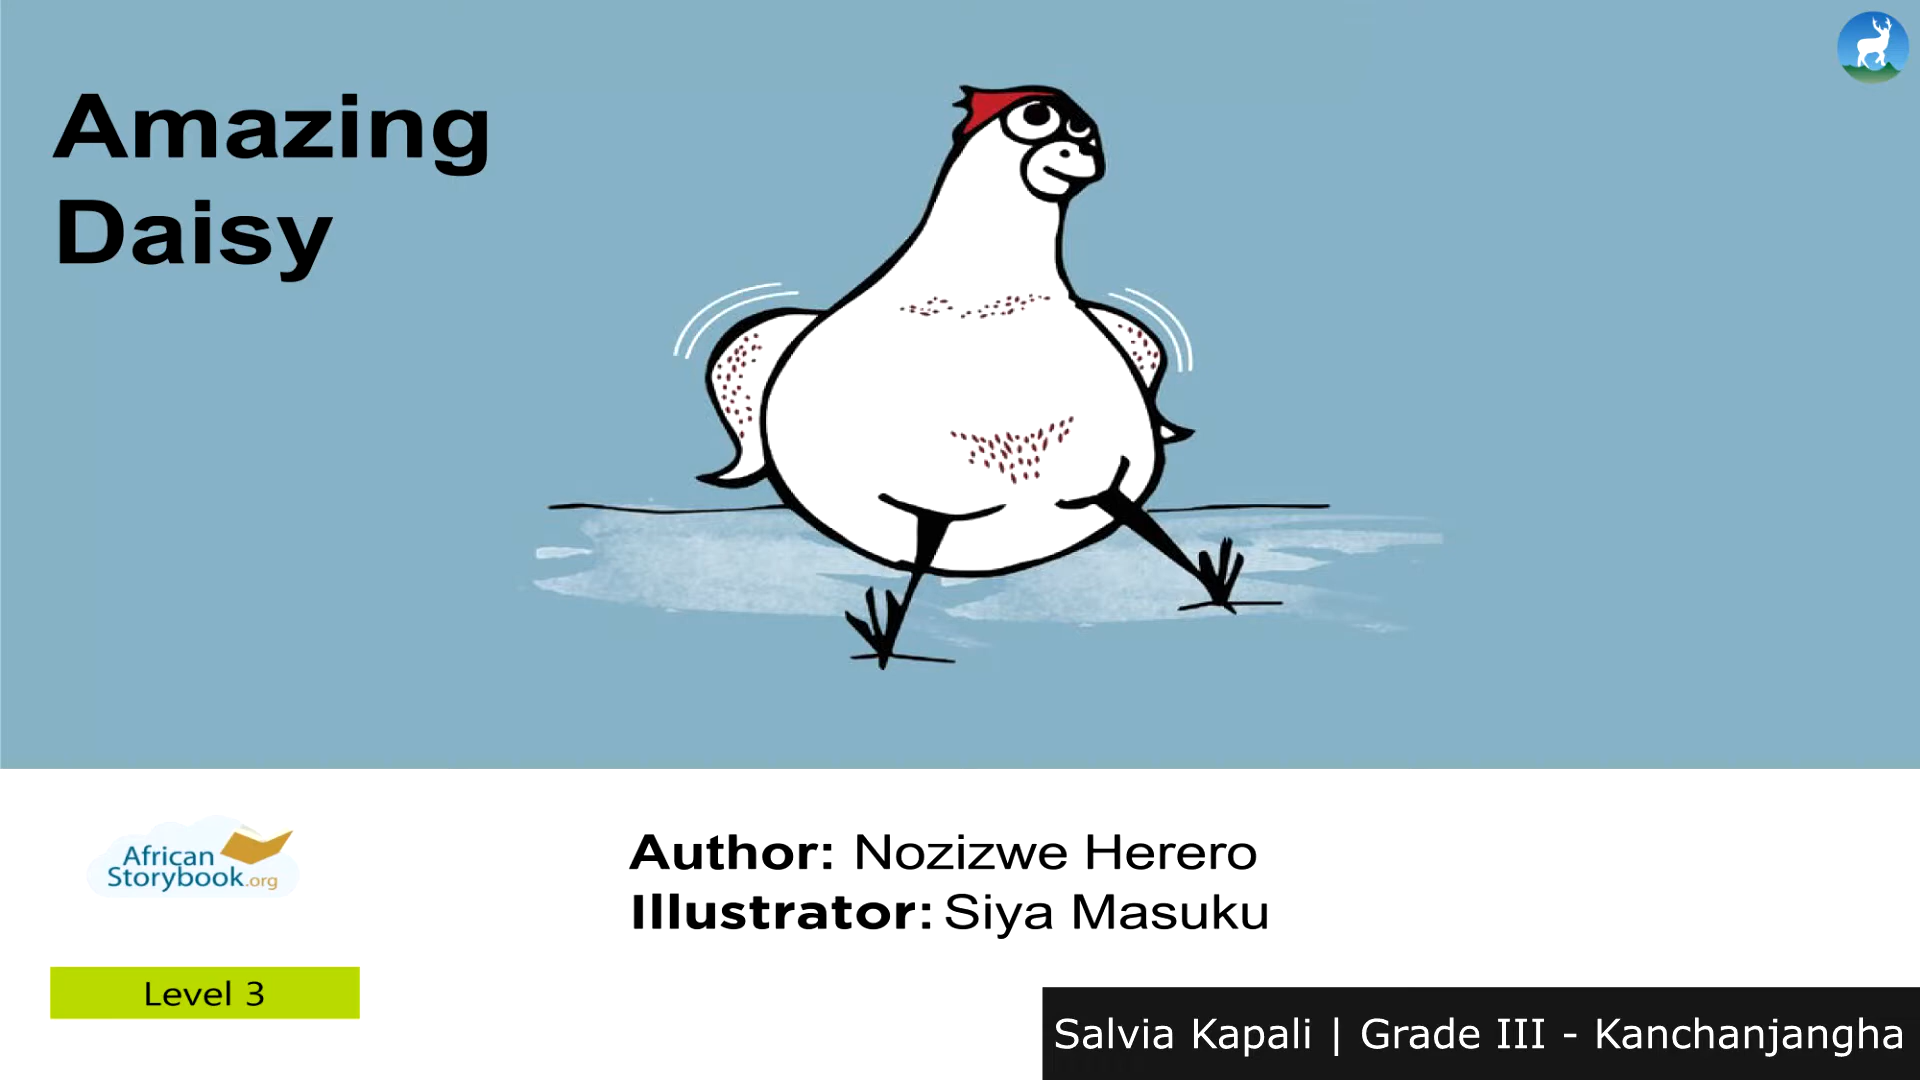 Amazing
Daisy
African
Storybook.org
Author: Nozizwe Herero
Illustrator: Siya Masuku
Level 3
Salvia Kapali | Grade III - Kanchanjangha